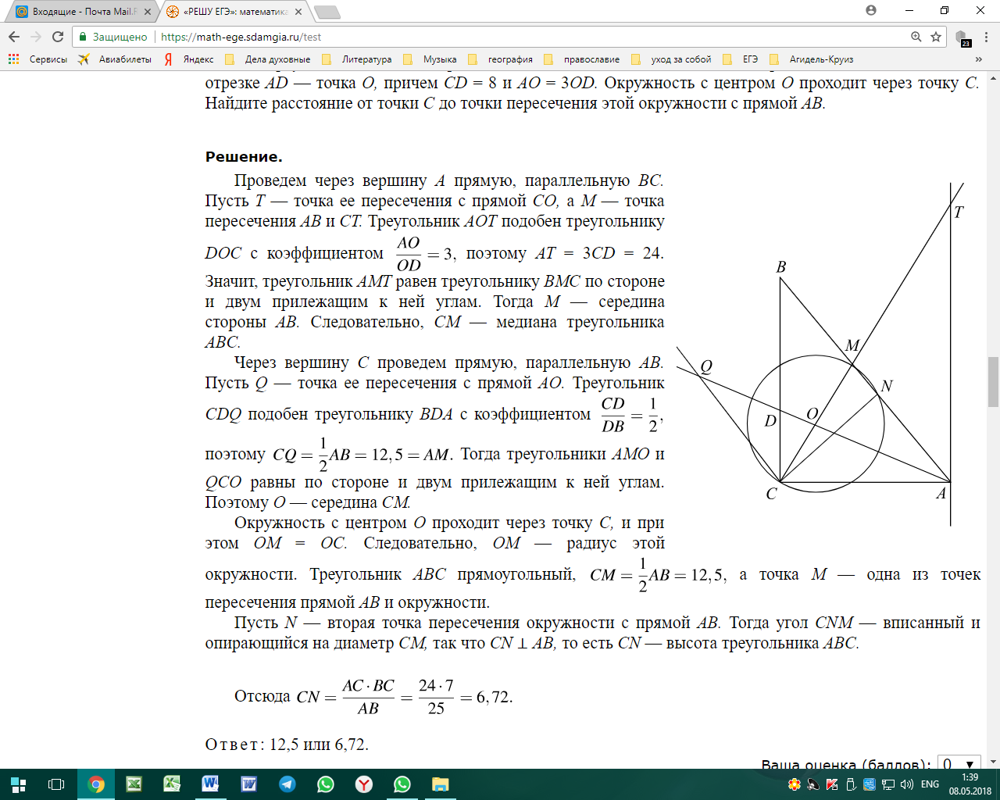 Входящие - Почта Mail.R
«РЕШУ ЕГЭ»: математика
Защищено
https://math-ege.sdamgia.ru/test
23
Сервисы Авиабилеты Яндекс Дела духовные Литература Музыка география православие уход за собой ЕГЭ Агидель-Круиз »
отрезке AD — точка O, причем CD = 8 и AO = 3OD. Окружность с центром O проходит через точку C.
Найдите расстояние от точки C до точки пересечения этой окружности с прямой AB.
Решение.
Проведем через вершину A прямую, параллельную BC.
Пусть T — точка ее пересечения с прямой CO, а M — точка
пересечения AB и CT. Треугольник AOT подобен треугольнику
DOC с коэффициентом AO/OD = 3, поэтому AT = 3CD = 24.
Значит, треугольник AMT равен треугольнику BMC по стороне
и двум прилежащим к ней углам. Тогда M — середина
стороны AB. Следовательно, CM — медиана треугольника
ABC.
Через вершину C проведем прямую, параллельную AB.
Пусть Q — точка ее пересечения с прямой AO. Треугольник
CDQ подобен треугольнику BDA с коэффициентом CD/DB = 1/2,
поэтому CQ = 1/2 AB = 12,5 = AM. Тогда треугольники AMO и
QCO равны по стороне и двум прилежащим к ней углам.
Поэтому O — середина CM.
Окружность с центром O проходит через точку C, и при
этом OM = OC. Следовательно, OM — радиус этой
окружности. Треугольник ABC прямоугольный, CM = 1/2 AB = 12,5, а точка M — одна из точек
пересечения прямой AB и окружности.
Пусть N — вторая точка пересечения окружности с прямой AB. Тогда угол CNM — вписанный и
опирающийся на диаметр CM, так что CN ⊥ AB, то есть CN — высота треугольника ABC.
Отсюда CN = AC · BC/AB = 24 · 7/25 = 6,72.
Ответ: 12,5 или 6,72.
T
B
M
Q
N
D
O
C
A
Ваша оценка (баллов): 0
ENG
1:39
08.05.2018